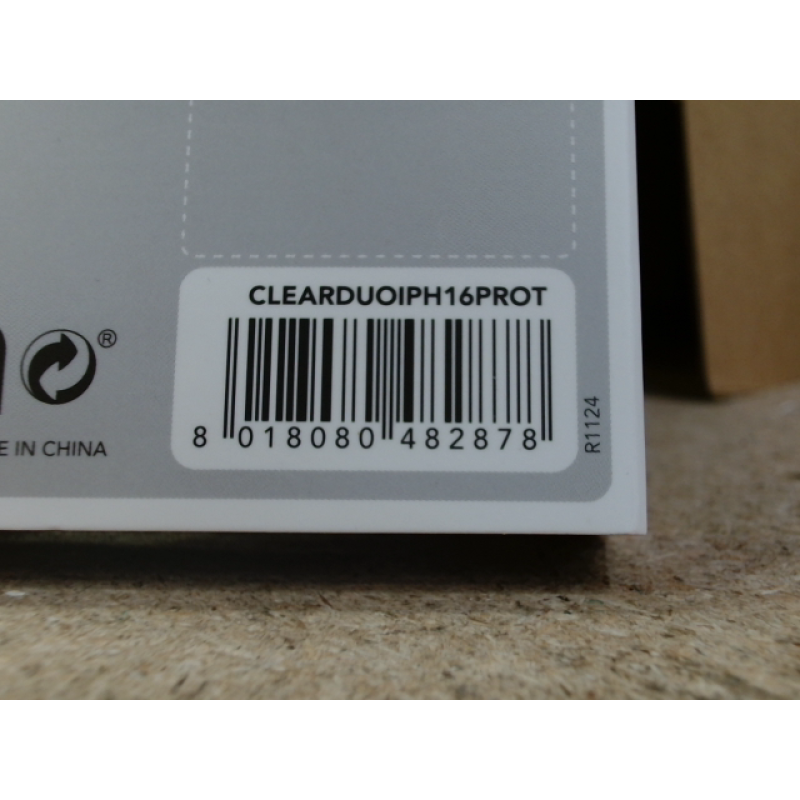 CLEARDUOIPH16PROT
8 018080 482878
R1124
®
E IN CHINA